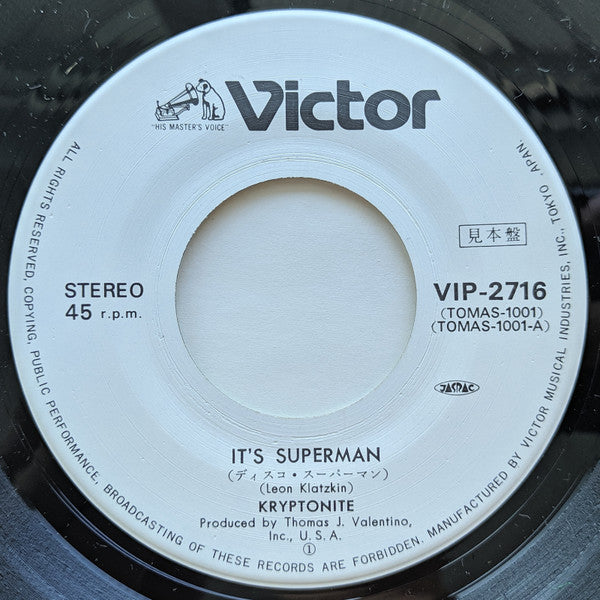 Victor
"HIS MASTER'S VOICE"
見本盤
STEREO
45 r.p.m.
VIP-2716
(TOMAS-1001)
(TOMAS-1001-A)
JASRAC
IT'S SUPERMAN
(ディスコ・スーパーマン)
(Leon Klatzkin)
KRYPTONITE
Produced by Thomas J. Valentino,
Inc., U.S.A.
①
ALL RIGHTS RESERVED, COPYING, PUBLIC PERFORMANCE, BROADCASTING OF THESE RECORDS ARE FORBIDDEN. MANUFACTURED BY VICTOR MUSICAL INDUSTRIES, INC., TOKYO, JAPAN